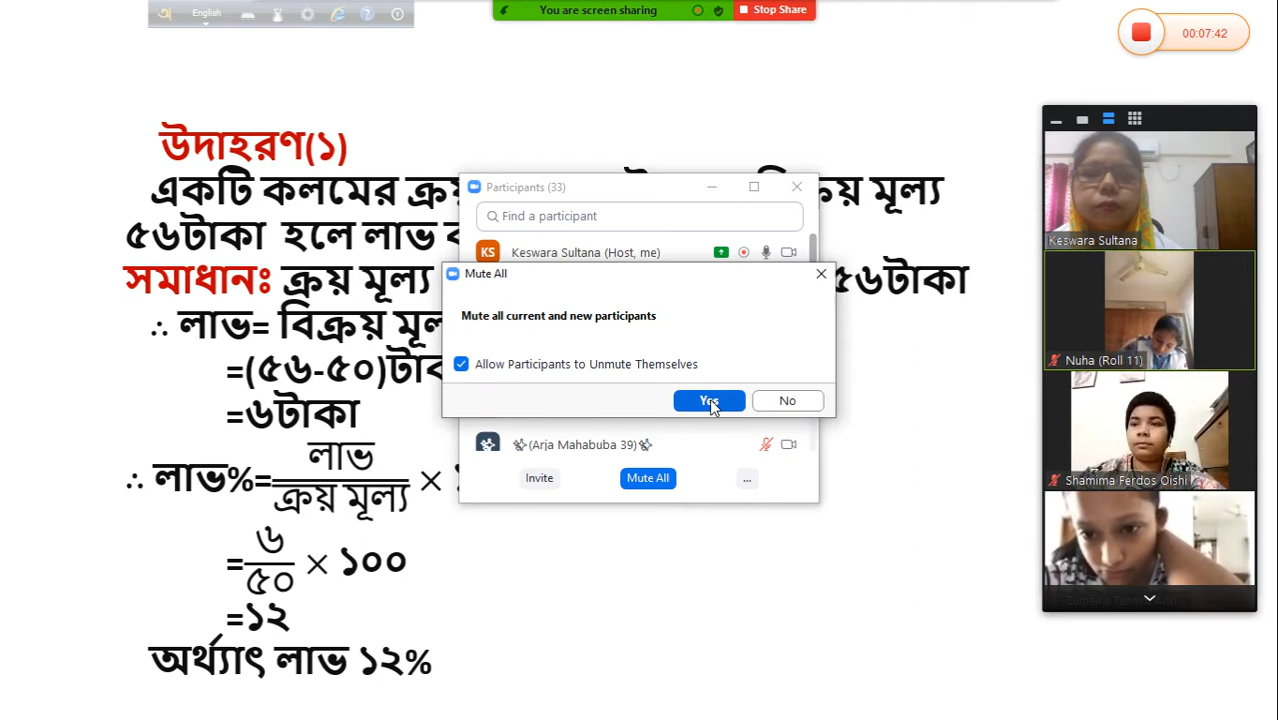 English
You are screen sharing
Stop Share
00:07:42
উদাহরণ(১)
একটি কলমের ক্রয় মূল্য
৫৬টাকা হলে লাভ
সমাধানঃ ক্রয় মূল্য ৫৬টাকা
∴ লাভ= বিক্রয়
=(৫৬-৫০)
=৬টাকা
∴ লাভ%=লাভ/ক্রয় মূল্য ×
=৬/৫০ × ১০০
=১২
অর্থ্যাৎ লাভ ১২%
Participants (33)
Find a participant
KS Keswara Sultana (Host, me)
Mute All
Mute all current and new participants
Allow Participants to Unmute Themselves
Yes No
(Arja Mahabuba 39)
Invite Mute All ...
Keswara Sultana
Nuha (Roll 11)
Shamima Ferdos Oishi